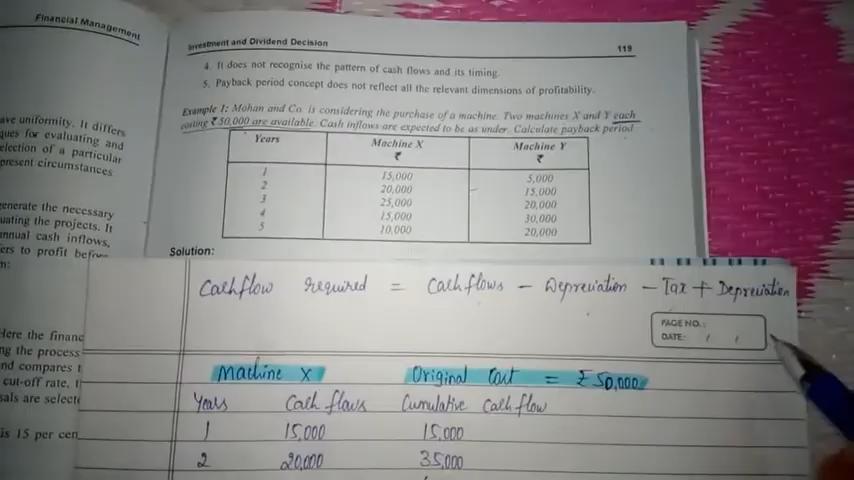 Financial Management
Investment and Dividend Decision
119
4. It does not recognise the pattern of cash flows and its timing.
5. Payback period concept does not reflect all the relevant dimensions of profitability.
Example 1: Mohan and Co. is considering the purchase of a machine. Two machines X and Y each
costing ₹ 50,000 are available. Cash inflows are expected to be as under. Calculate payback period
Years Machine X Machine Y
₹ ₹
1 15,000 5,000
2 20,000 15,000
3 25,000 20,000
4 15,000 30,000
5 10,000 20,000
Solution:
ave uniformity. It differs
ques for evaluating and
election of a particular
present circumstances
generate the necessary
uating the projects. It
annual cash inflows,
ers to profit before
m:
Here the financ
ng the process
nd compares t
cut-off rate, t
sals are select
is 15 per cen
Cashflow required = Cashflows - Depreciation - Tax + Depreciation
PAGE NO.:
DATE: / /
Machine X Original Cost = ₹ 50,000
Years Cash flows Cumulative Cash flow
1 15,000 15,000
2 20,000 35,000